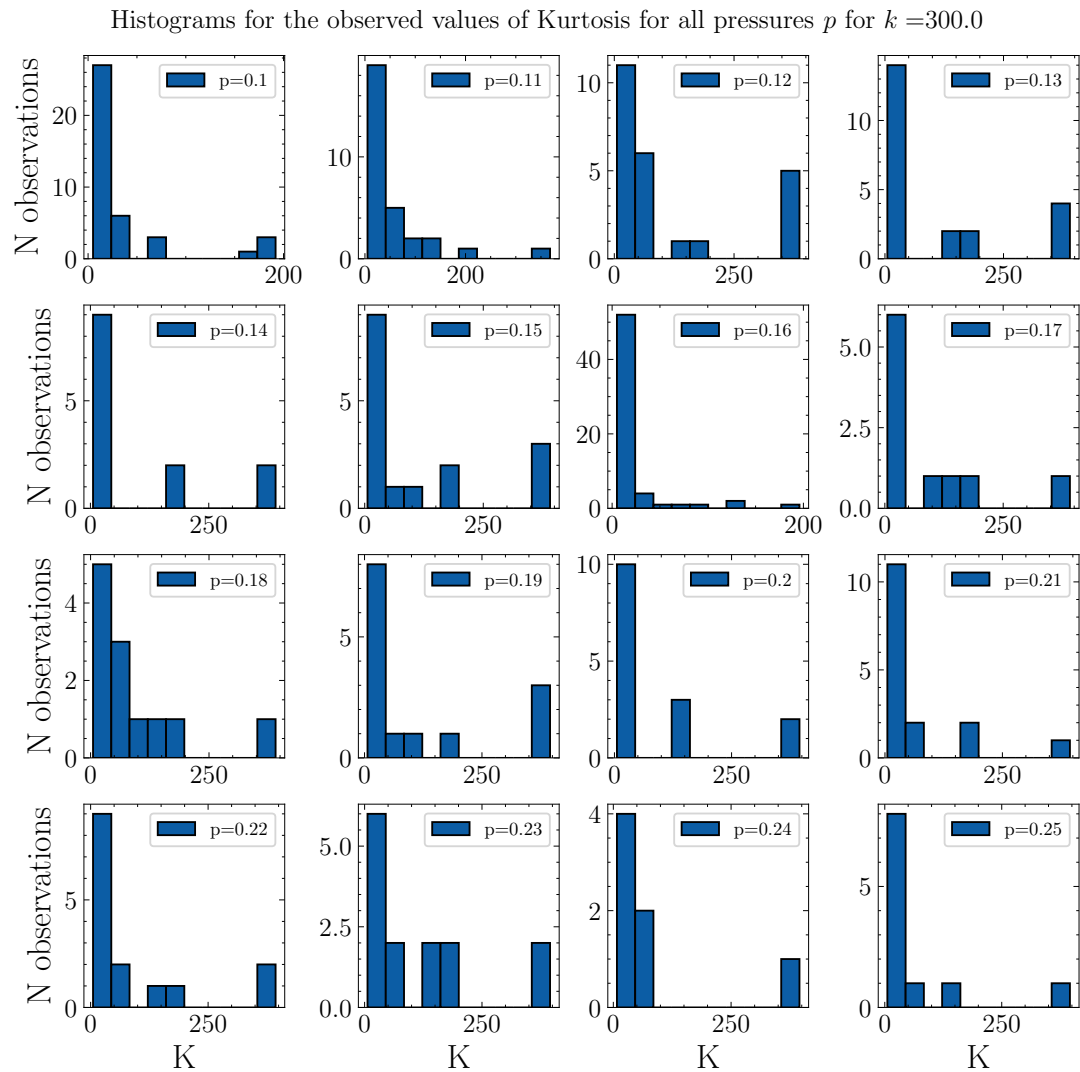 Histograms for the observed values of Kurtosis for all pressures p for k =300.0
N observations
20
10
0
0
200
p=0.1
10
0
0
200
p=0.11
10
5
0
0
250
p=0.12
10
5
0
0
250
p=0.13
N observations
5
0
0
250
p=0.14
5
0
0
250
p=0.15
40
20
0
0
200
p=0.16
5.0
2.5
0.0
0
250
p=0.17
N observations
4
2
0
0
250
p=0.18
5
0
0
250
p=0.19
10
5
0
0
250
p=0.2
10
5
0
0
250
p=0.21
N observations
5
0
0
250
K
p=0.22
5.0
2.5
0.0
0
250
K
p=0.23
4
2
0
0
250
K
p=0.24
5
0
0
250
K
p=0.25